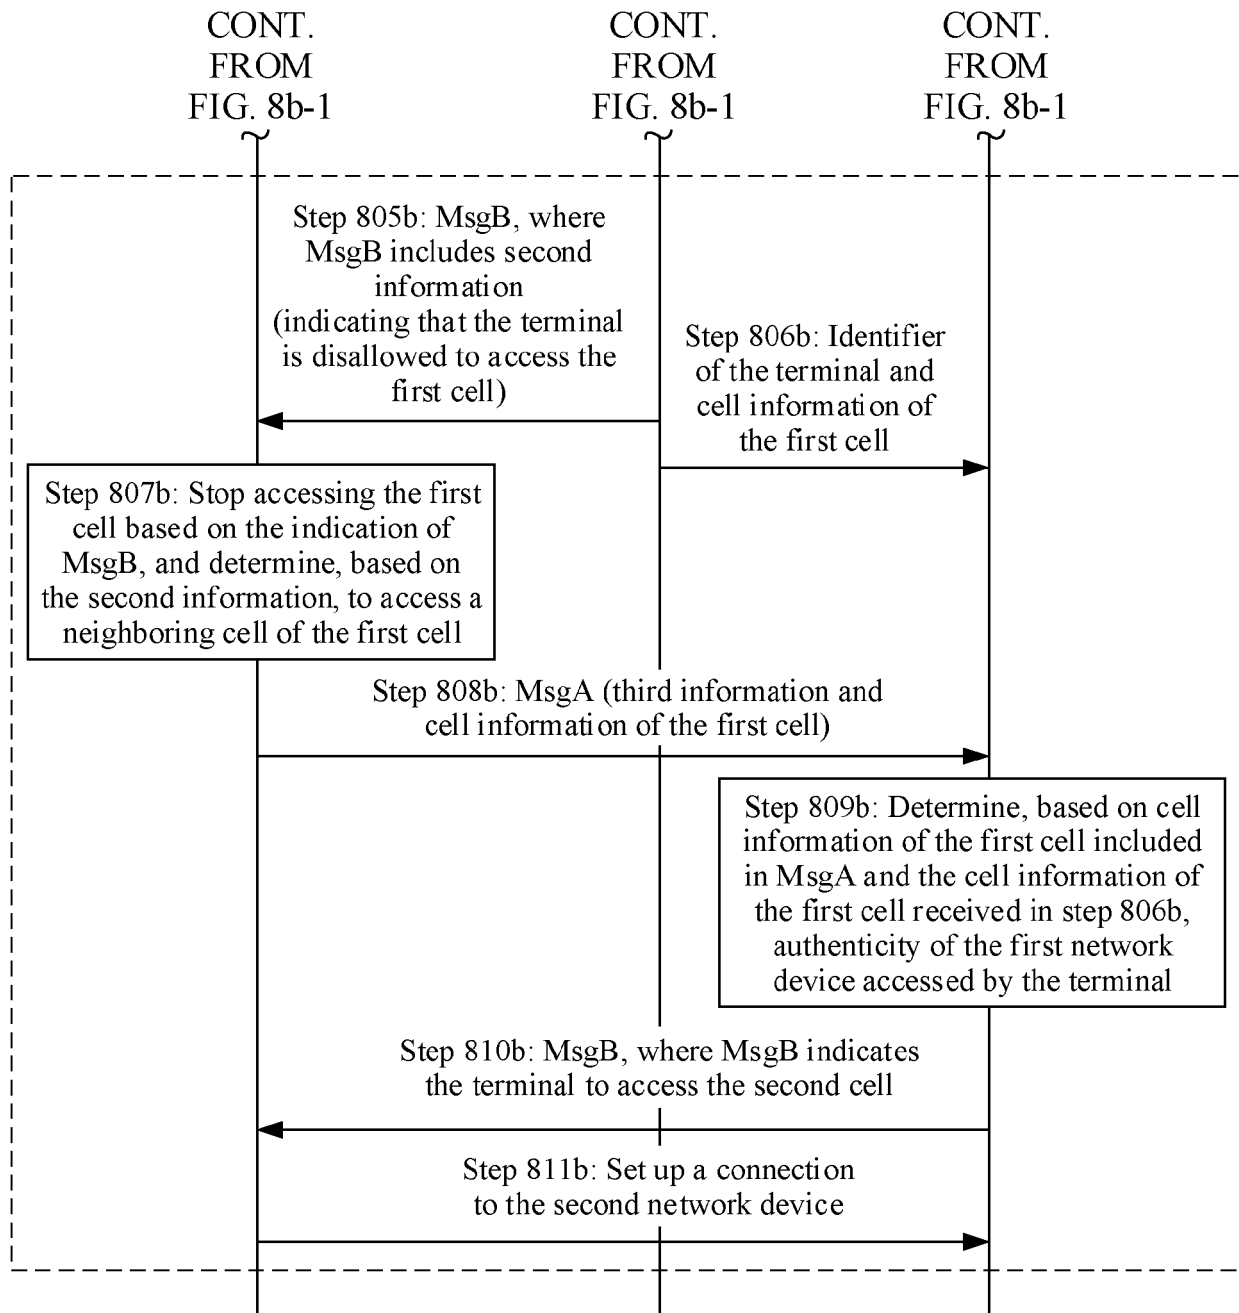 CONT.
FROM
FIG. 8b-1
CONT.
FROM
FIG. 8b-1
CONT.
FROM
FIG. 8b-1
Step 805b: MsgB, where
MsgB includes second
information
(indicating that the terminal
is disallowed to access the
first cell)
Step 806b: Identifier
of the terminal and
cell information of
the first cell
Step 807b: Stop accessing the first
cell based on the indication of
MsgB, and determine, based on
the second information, to access a
neighboring cell of the first cell
Step 808b: MsgA (third information and
cell information of the first cell)
Step 809b: Determine, based on cell
information of the first cell included
in MsgA and the cell information of
the first cell received in step 806b,
authenticity of the first network
device accessed by the terminal
Step 810b: MsgB, where MsgB indicates
the terminal to access the second cell
Step 811b: Set up a connection
to the second network device